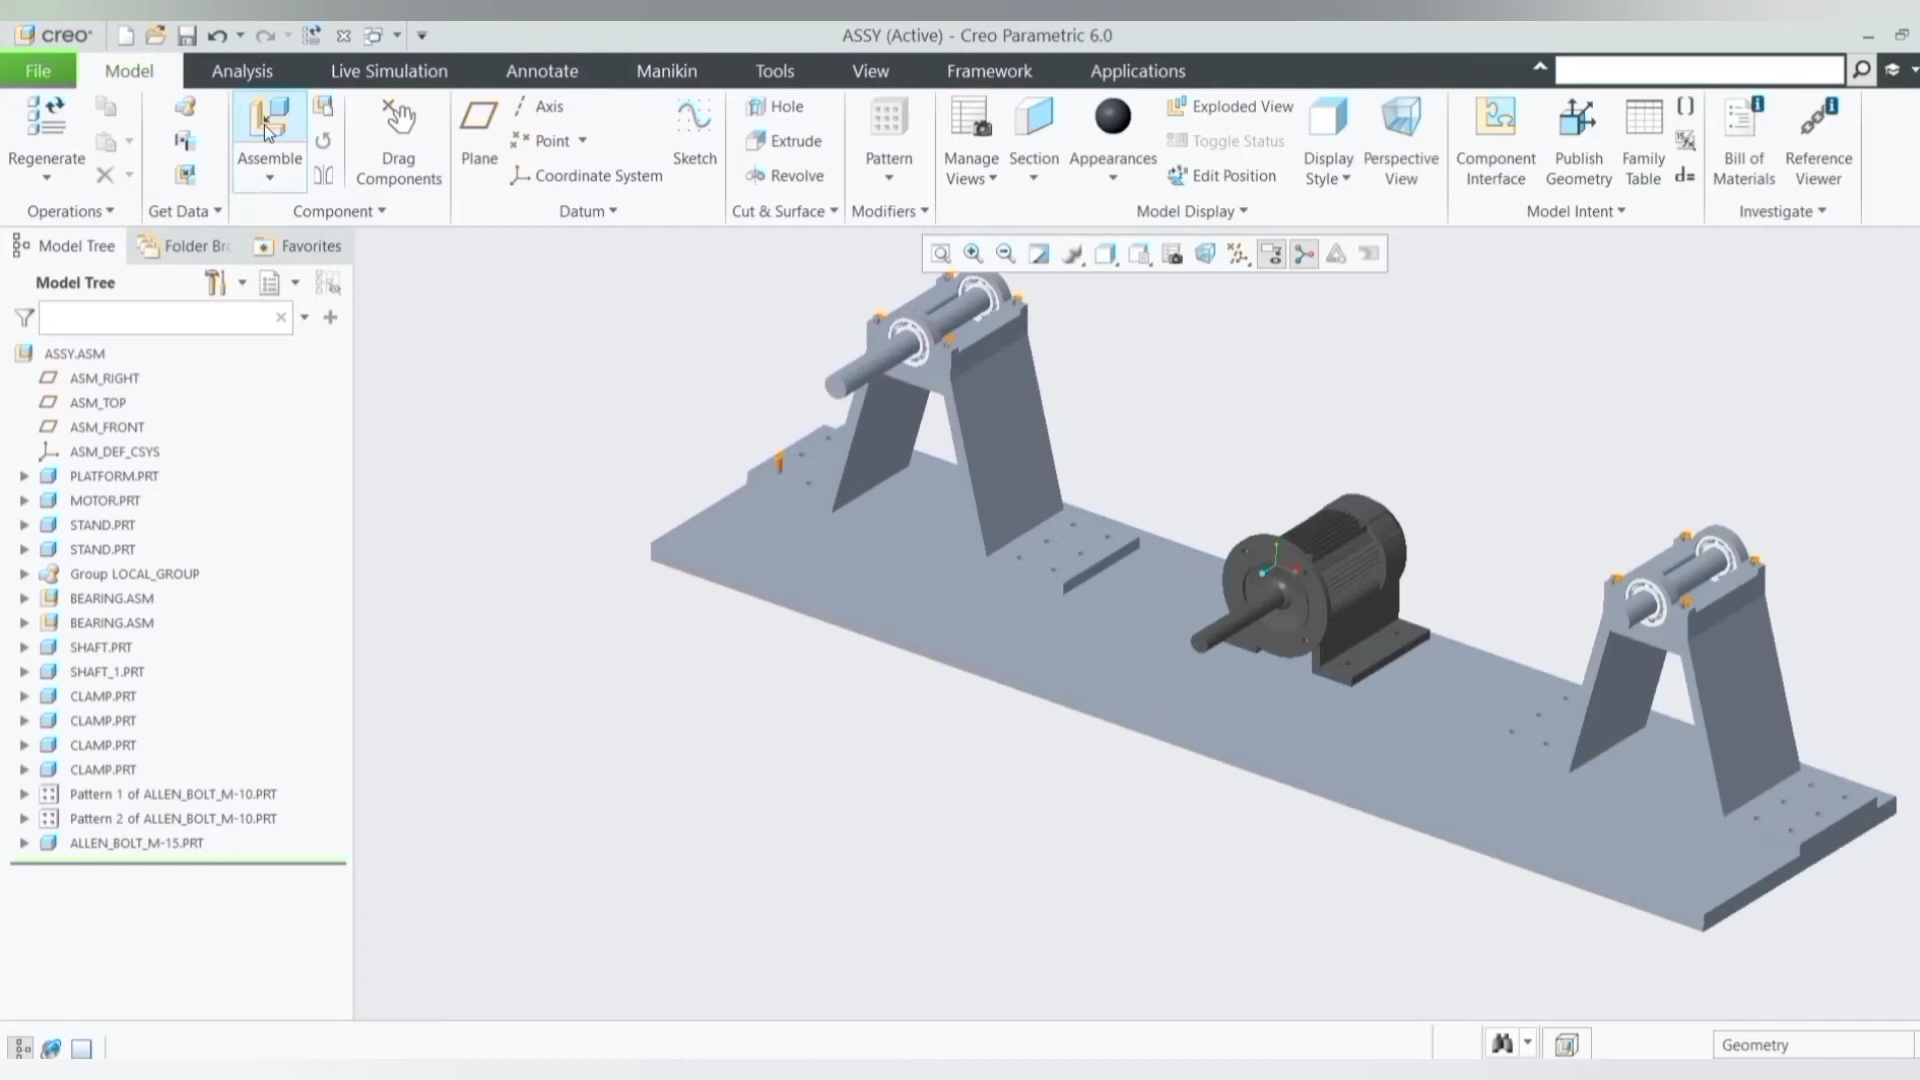 creo
ASSY (Active) - Creo Parametric 6.0
File
Model
Analysis
Live Simulation
Annotate
Manikin
Tools
View
Framework
Applications
Regenerate
Operations
Get Data
Assemble
Drag
Components
Component
Plane
Axis
Point
Coordinate System
Sketch
Datum
Hole
Extrude
Revolve
Cut & Surface
Pattern
Modifiers
Manage
Views
Section
Appearances
Exploded View
Toggle Status
Edit Position
Display
Style
Perspective
View
Model Display
Component
Interface
Publish
Geometry
Family
Table
d=
Model Intent
Bill of
Materials
Reference
Viewer
Investigate
Model Tree
Folder Br
Favorites
Model Tree
ASSY.ASM
ASM_RIGHT
ASM_TOP
ASM_FRONT
ASM_DEF_CSYS
PLATFORM.PRT
MOTOR.PRT
STAND.PRT
STAND.PRT
Group LOCAL_GROUP
BEARING.ASM
BEARING.ASM
SHAFT.PRT
SHAFT_1.PRT
CLAMP.PRT
CLAMP.PRT
CLAMP.PRT
CLAMP.PRT
Pattern 1 of ALLEN_BOLT_M-10.PRT
Pattern 2 of ALLEN_BOLT_M-10.PRT
ALLEN_BOLT_M-15.PRT
Geometry